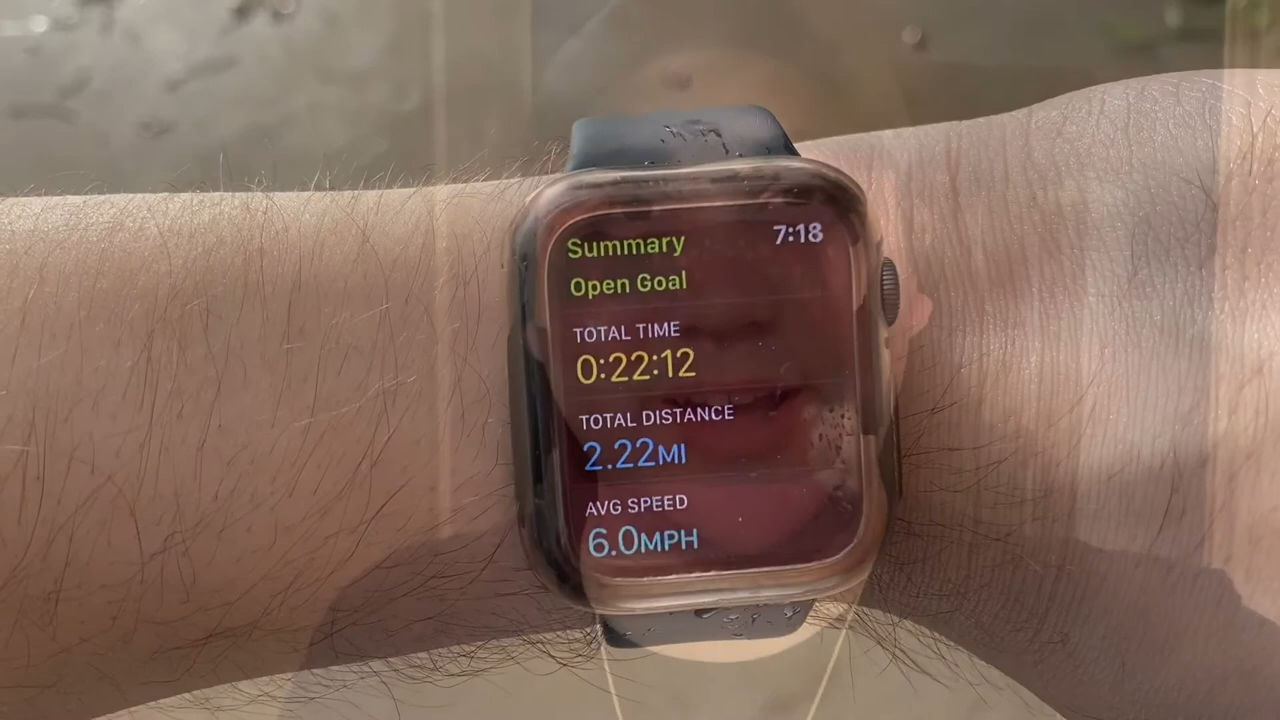 Summary 7:18
Open Goal
TOTAL TIME
0:22:12
TOTAL DISTANCE
2.22MI
AVG SPEED
6.0MPH